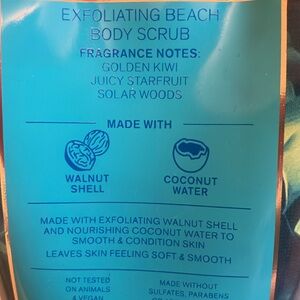 EXFOLIATING BEACH
BODY SCRUB
FRAGRANCE NOTES:
GOLDEN KIWI
JUICY STARFRUIT
SOLAR WOODS
MADE WITH
WALNUT
SHELL
COCONUT
WATER
MADE WITH EXFOLIATING WALNUT SHELL
AND NOURISHING COCONUT WATER TO
SMOOTH & CONDITION SKIN
LEAVES SKIN FEELING SOFT & SMOOTH
NOT TESTED
ON ANIMALS
& VEGAN
MADE WITHOUT
SULFATES, PARABENS